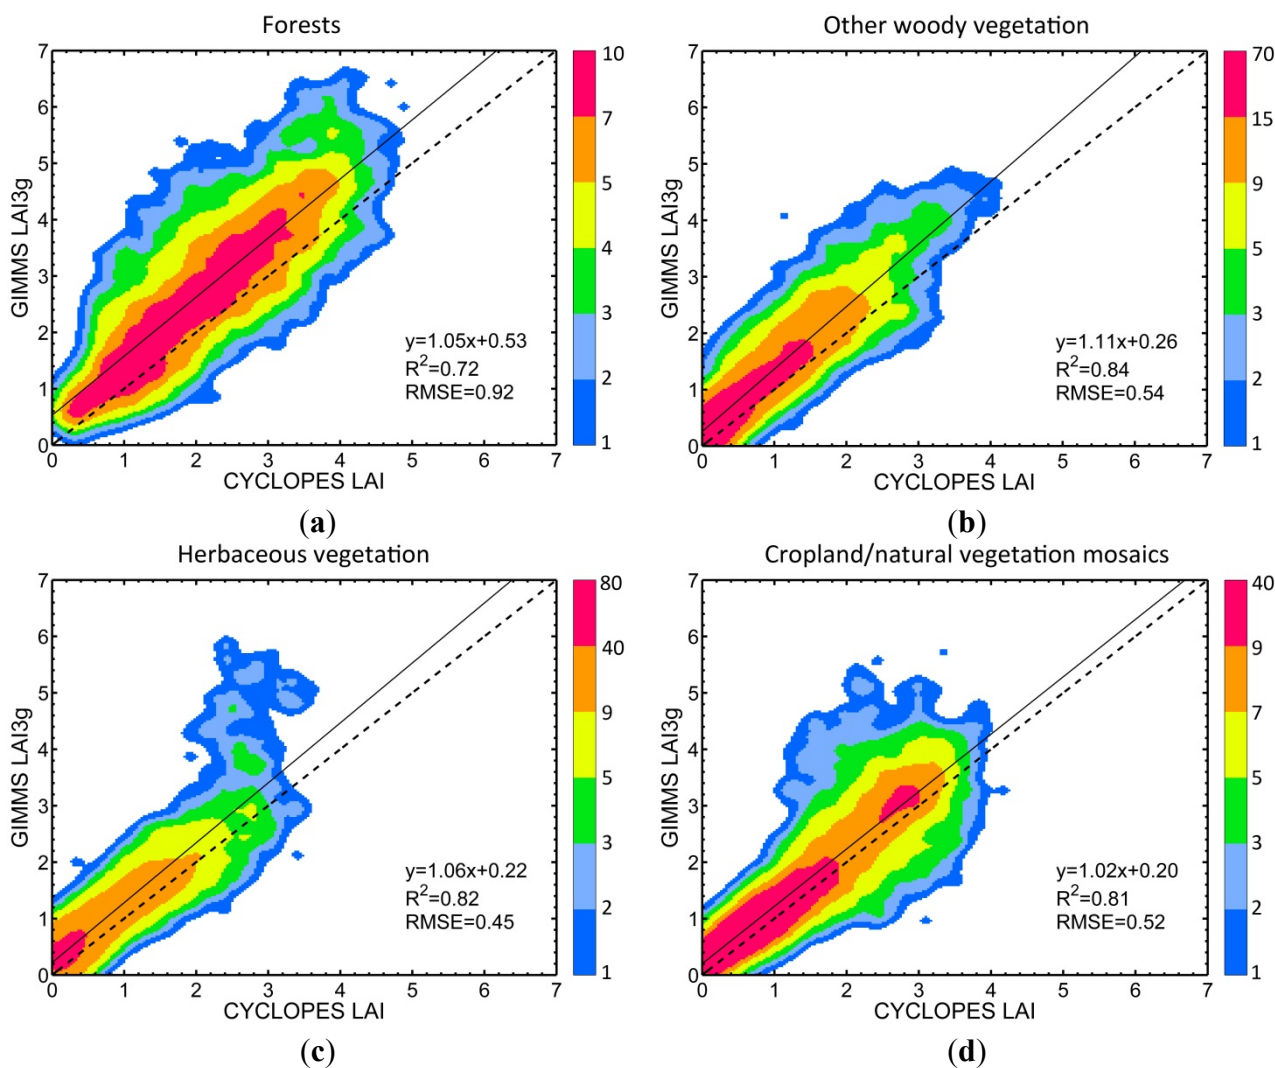 Forests
7
6
5
4
3
2
1
0
GIMMS LAI3g
y=1.05x+0.53
R²=0.72
RMSE=0.92
0 1 2 3 4 5 6 7
CYCLOPES LAI
10
7
5
4
3
2
1
(a)
Other woody vegetation
7
6
5
4
3
2
1
0
GIMMS LAI3g
y=1.11x+0.26
R²=0.84
RMSE=0.54
0 1 2 3 4 5 6 7
CYCLOPES LAI
70
15
9
5
3
2
1
(b)
Herbaceous vegetation
7
6
5
4
3
2
1
0
GIMMS LAI3g
y=1.06x+0.22
R²=0.82
RMSE=0.45
0 1 2 3 4 5 6 7
CYCLOPES LAI
80
40
9
5
3
2
1
(c)
Cropland/natural vegetation mosaics
7
6
5
4
3
2
1
0
GIMMS LAI3g
y=1.02x+0.20
R²=0.81
RMSE=0.52
0 1 2 3 4 5 6 7
CYCLOPES LAI
40
9
7
5
3
2
1
(d)